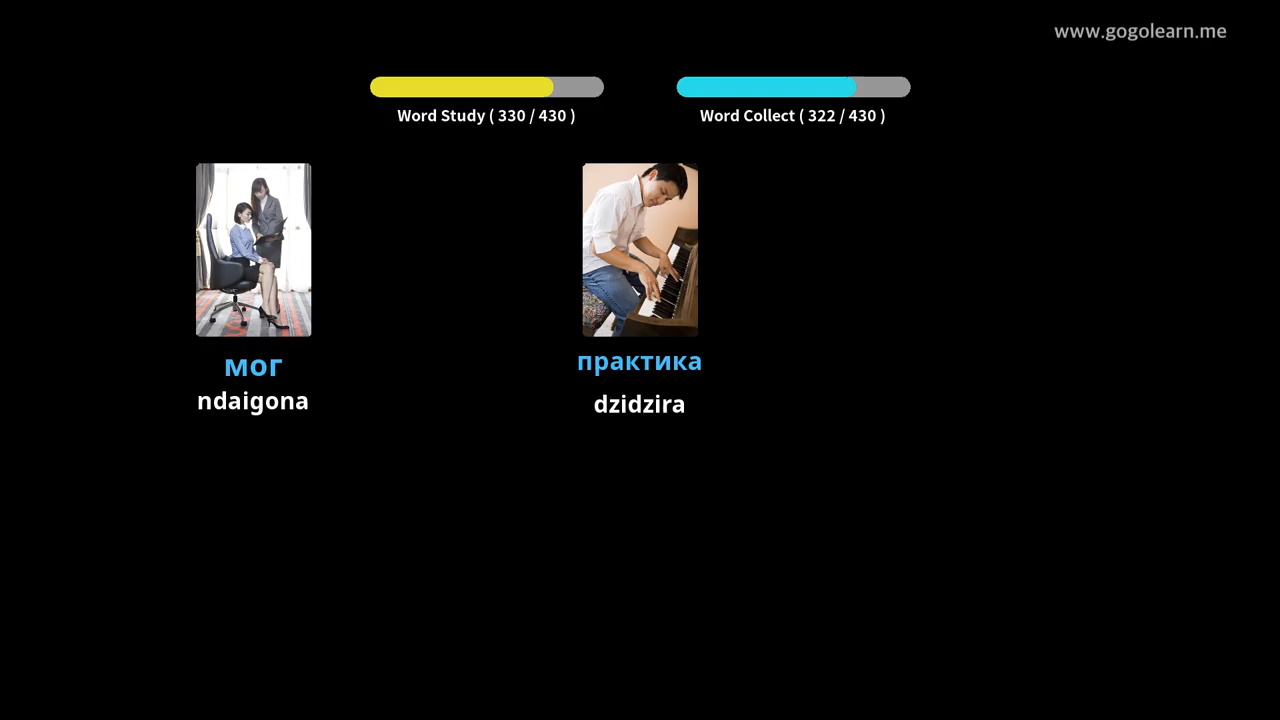 www.gogolearn.me
Word Study ( 330 / 430 )
Word Collect ( 322 / 430 )
мог
ndaigona
практика
dzidzira